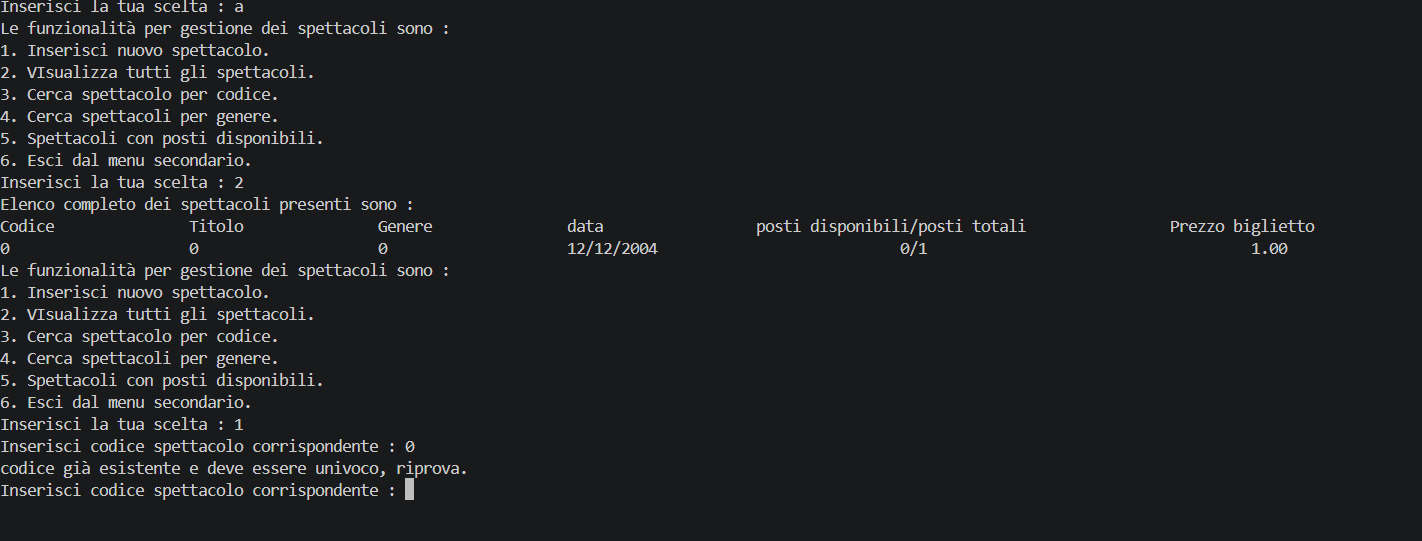 Inserisci la tua scelta : a
Le funzionalità per gestione dei spettacoli sono :
1. Inserisci nuovo spettacolo.
2. VIsualizza tutti gli spettacoli.
3. Cerca spettacolo per codice.
4. Cerca spettacoli per genere.
5. Spettacoli con posti disponibili.
6. Esci dal menu secondario.
Inserisci la tua scelta : 2
Elenco completo dei spettacoli presenti sono :
Codice Titolo Genere data posti disponibili/posti totali Prezzo biglietto
0 0 0 12/12/2004 0/1 1.00
Le funzionalità per gestione dei spettacoli sono :
1. Inserisci nuovo spettacolo.
2. VIsualizza tutti gli spettacoli.
3. Cerca spettacolo per codice.
4. Cerca spettacoli per genere.
5. Spettacoli con posti disponibili.
6. Esci dal menu secondario.
Inserisci la tua scelta : 1
Inserisci codice spettacolo corrispondente : 0
codice già esistente e deve essere univoco, riprova.
Inserisci codice spettacolo corrispondente :